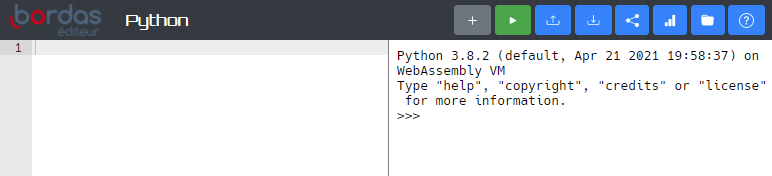 bordas Python
éditeur
1
Python 3.8.2 (default, Apr 21 2021 19:58:37) on
WebAssembly VM
Type "help", "copyright", "credits" or "license"
for more information.
>>>